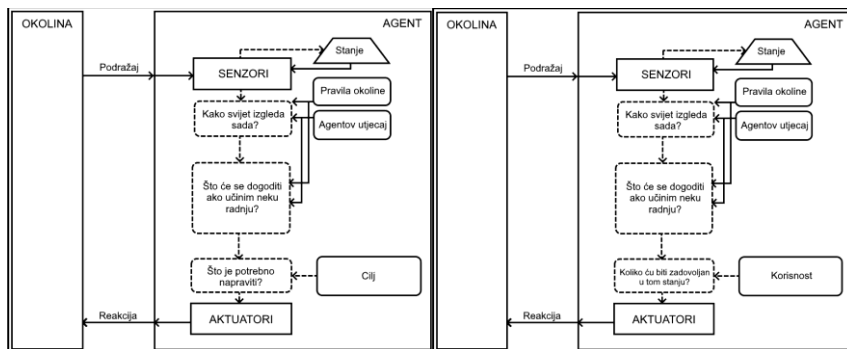 OKOLINA
AGENT
Stanje
Podražaj
SENZORI
Pravila okoline
Kako svijet izgleda
sada?
Agentov utjecaj
Što će se dogoditi
ako učinim neku
radnju?
Što je potrebno
napraviti?
Cilj
Reakcija
AKTUATORI
OKOLINA
AGENT
Stanje
Podražaj
SENZORI
Pravila okoline
Kako svijet izgleda
sada?
Agentov utjecaj
Što će se dogoditi
ako učinim neku
radnju?
Koliko ću biti zadovoljan
u tom stanju?
Korisnost
Reakcija
AKTUATORI